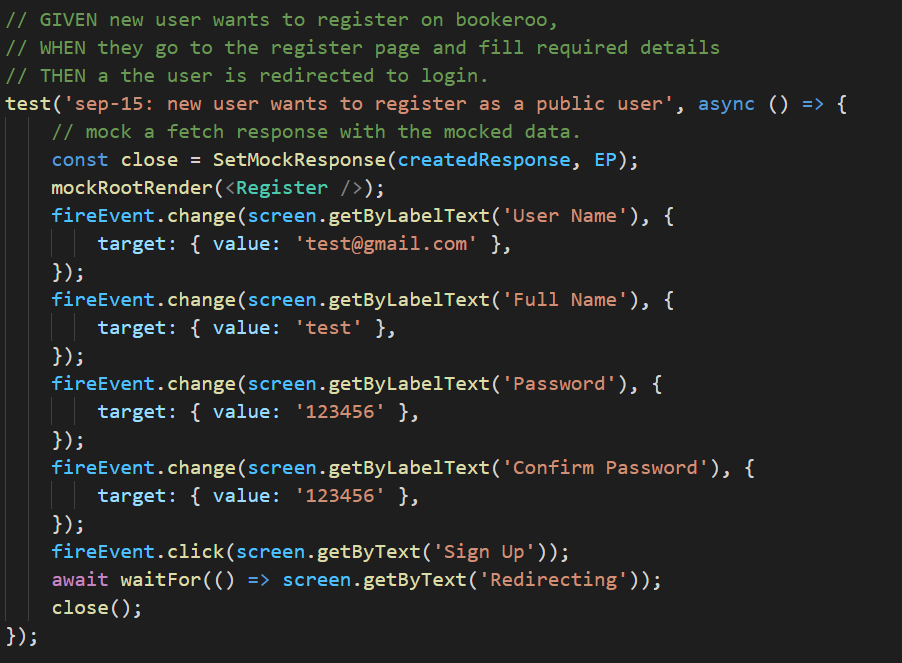 // GIVEN new user wants to register on bookeroo,
// WHEN they go to the register page and fill required details
// THEN a the user is redirected to login.
test('sep-15: new user wants to register as a public user', async () => {
    // mock a fetch response with the mocked data.
    const close = SetMockResponse(createdResponse, EP);
    mockRootRender(<Register />);
    fireEvent.change(screen.getByLabelText('User Name'), {
        target: { value: 'test@gmail.com' },
    });
    fireEvent.change(screen.getByLabelText('Full Name'), {
        target: { value: 'test' },
    });
    fireEvent.change(screen.getByLabelText('Password'), {
        target: { value: '123456' },
    });
    fireEvent.change(screen.getByLabelText('Confirm Password'), {
        target: { value: '123456' },
    });
    fireEvent.click(screen.getByText('Sign Up'));
    await waitFor(() => screen.getByText('Redirecting'));
    close();
});